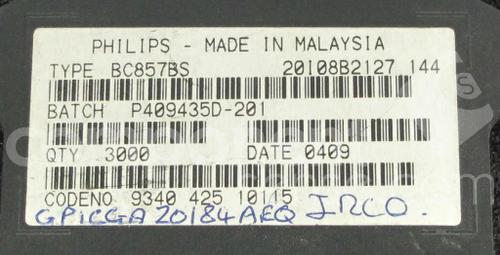 PHILIPS - MADE IN MALAYSIA
TYPE BC857BS 20108B2127 144
BATCH P409435D-201
QTY 3000 DATE 0409
CODENO 9340 425 10115
GPICGA 20184AEQ IRCO.